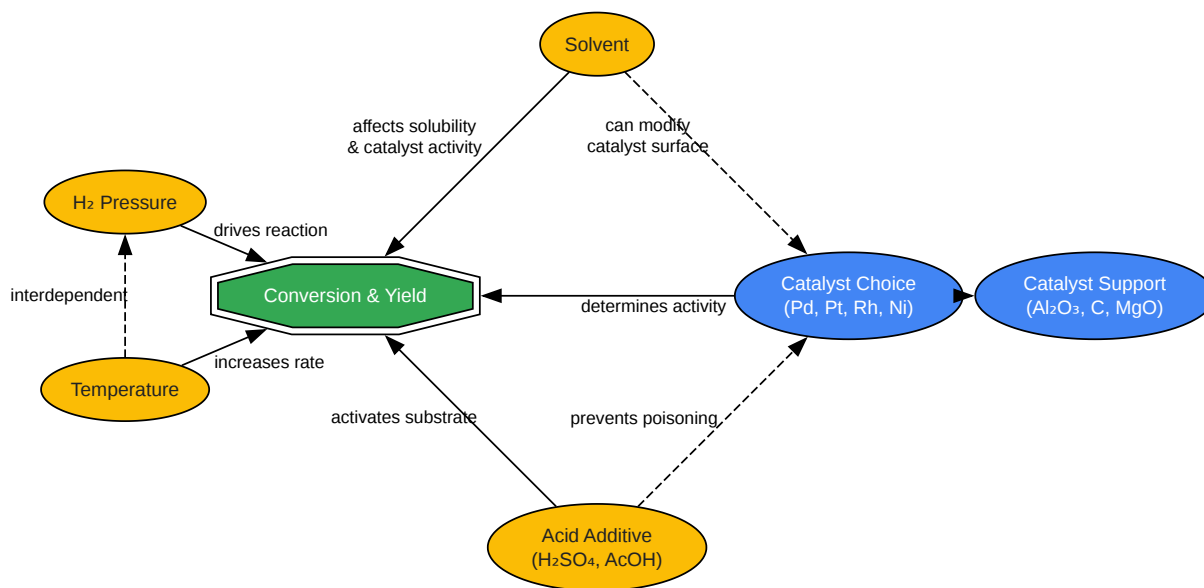 Solvent
affects solubility
& catalyst activity
can modify
catalyst surface
H₂ Pressure
drives reaction
interdependent
Conversion & Yield
determines activity
Catalyst Choice
(Pd, Pt, Rh, Ni)
Catalyst Support
(Al₂O₃, C, MgO)
increases rate
Temperature
activates substrate
prevents poisoning
Acid Additive
(H₂SO₄, AcOH)